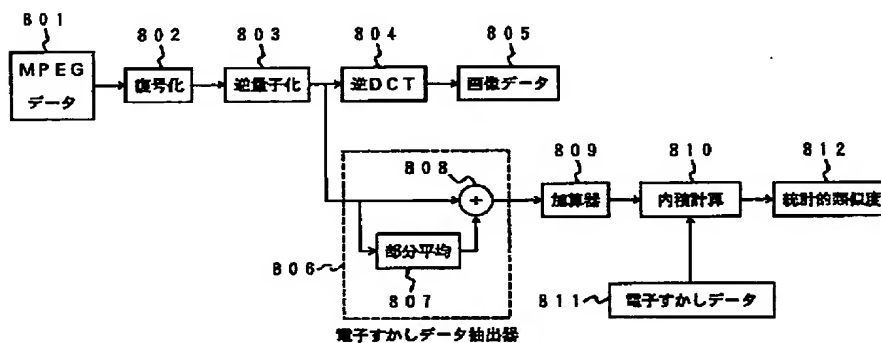 801
802
803
804
805
MPEG
データ
復号化
逆量子化
逆DCT
画像データ
808
809
810
812
÷
加算器
内積計算
統計的類似度
部分平均
806
807
811
電子すかしデータ
電子すかしデータ抽出器